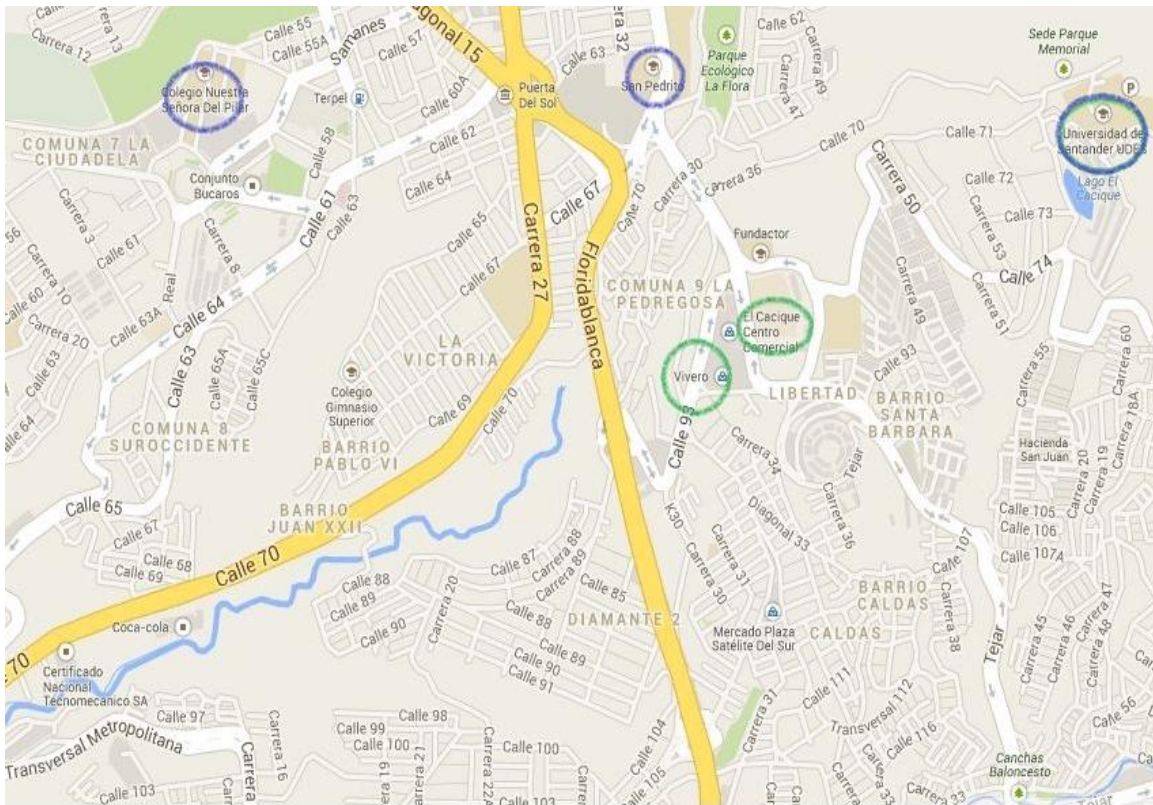 Carrera 13
Carrera 12
Calle 55
Calle 55A
Samanes
Calle 57
Diagonal 15
Carrera 32
Calle 62
Calle 63
Parque
Ecologico
La Flora
Calle 47
Calle 49
Sede Parque
Memorial
P
Colegio Nuestra
Señora Del Pilar
Terpel
Calle 60A
Puerta
Del Sol
San Pedrito
Calle 70
Calle 71
Universidad de
Santander UDES
Lago El
Cacique
COMUNA 7 LA
CIUDADELA
Calle 58
Calle 62
Calle 64
Conjunto
Bucaros
Calle 61
Calle 63
Calle 67
Calle 70
Carrera 30
Carrera 36
Carrera 50
Calle 72
Calle 73
Carrera 53
Calle 74
56
Carrera 3
Calle 61
Carrera 8
Calle 65
Calle 67
Carrera 27
Floridablanca
Fundactor
COMUNA 9 LA
PEDREGOSA
Calle 60
Carrera 10
Real
Calle 63A
Calle 64
Carrera 20
Calle 63
Calle 65A
Calle 65C
LA
VICTORIA
El Cacique
Centro
Comercial
Vivero
Carrera 49
Carrera 51
Calle 93
Carrera 55
Carrera 60
Calle 64
Colegio
Gimnasio
Superior
Calle 69
Calle 70
LIBERTAD
BARRIO
SANTA
BARBARA
Carrera 18A
COMUNA 8
SUROCCIDENTE
BARRIO
PABLO VI
Calle 93
Carrera 34
Tejar
Hacienda
San Juan
Carrera 20
Carrera 19
Calle 65
Calle 67
Calle 68
Calle 69
BARRIO
JUAN XXII
Calle 70
K30
Diagonal 33
Carrera 36
Calle 105
Calle 106
Calle 107A
Calle 107
Calle 88
Calle 89
Calle 90
Calle 87
Carrera 88
Carrera 89
Carrera 20
Calle 85
Calle 88
Calle 89
Calle 90
Calle 91
Carrera 31
Carrera 30
DIAMANTE 2
BARRIO
CALDAS
CALDAS
Carrera 38
Tejar
Carrera 45
Carrera 46
Carrera 48
Carrera 47
Coca-cola
70
Certificado
Nacional
Tecnomecanico SA
Mercado Plaza
Satélite Del Sur
Calle 97
Transversal Metropolitana
Carrera 16
Calle 103
Calle 98
Calle 99
Calle 100
Carrera 19
Carrera 21
Carrera 22A
Calle 100
Calle 103
Calle 104
Calle 105
Carrera 31
Calle 111
Transversal 112
Calle 116
Carrera 56
Canchas
Baloncesto